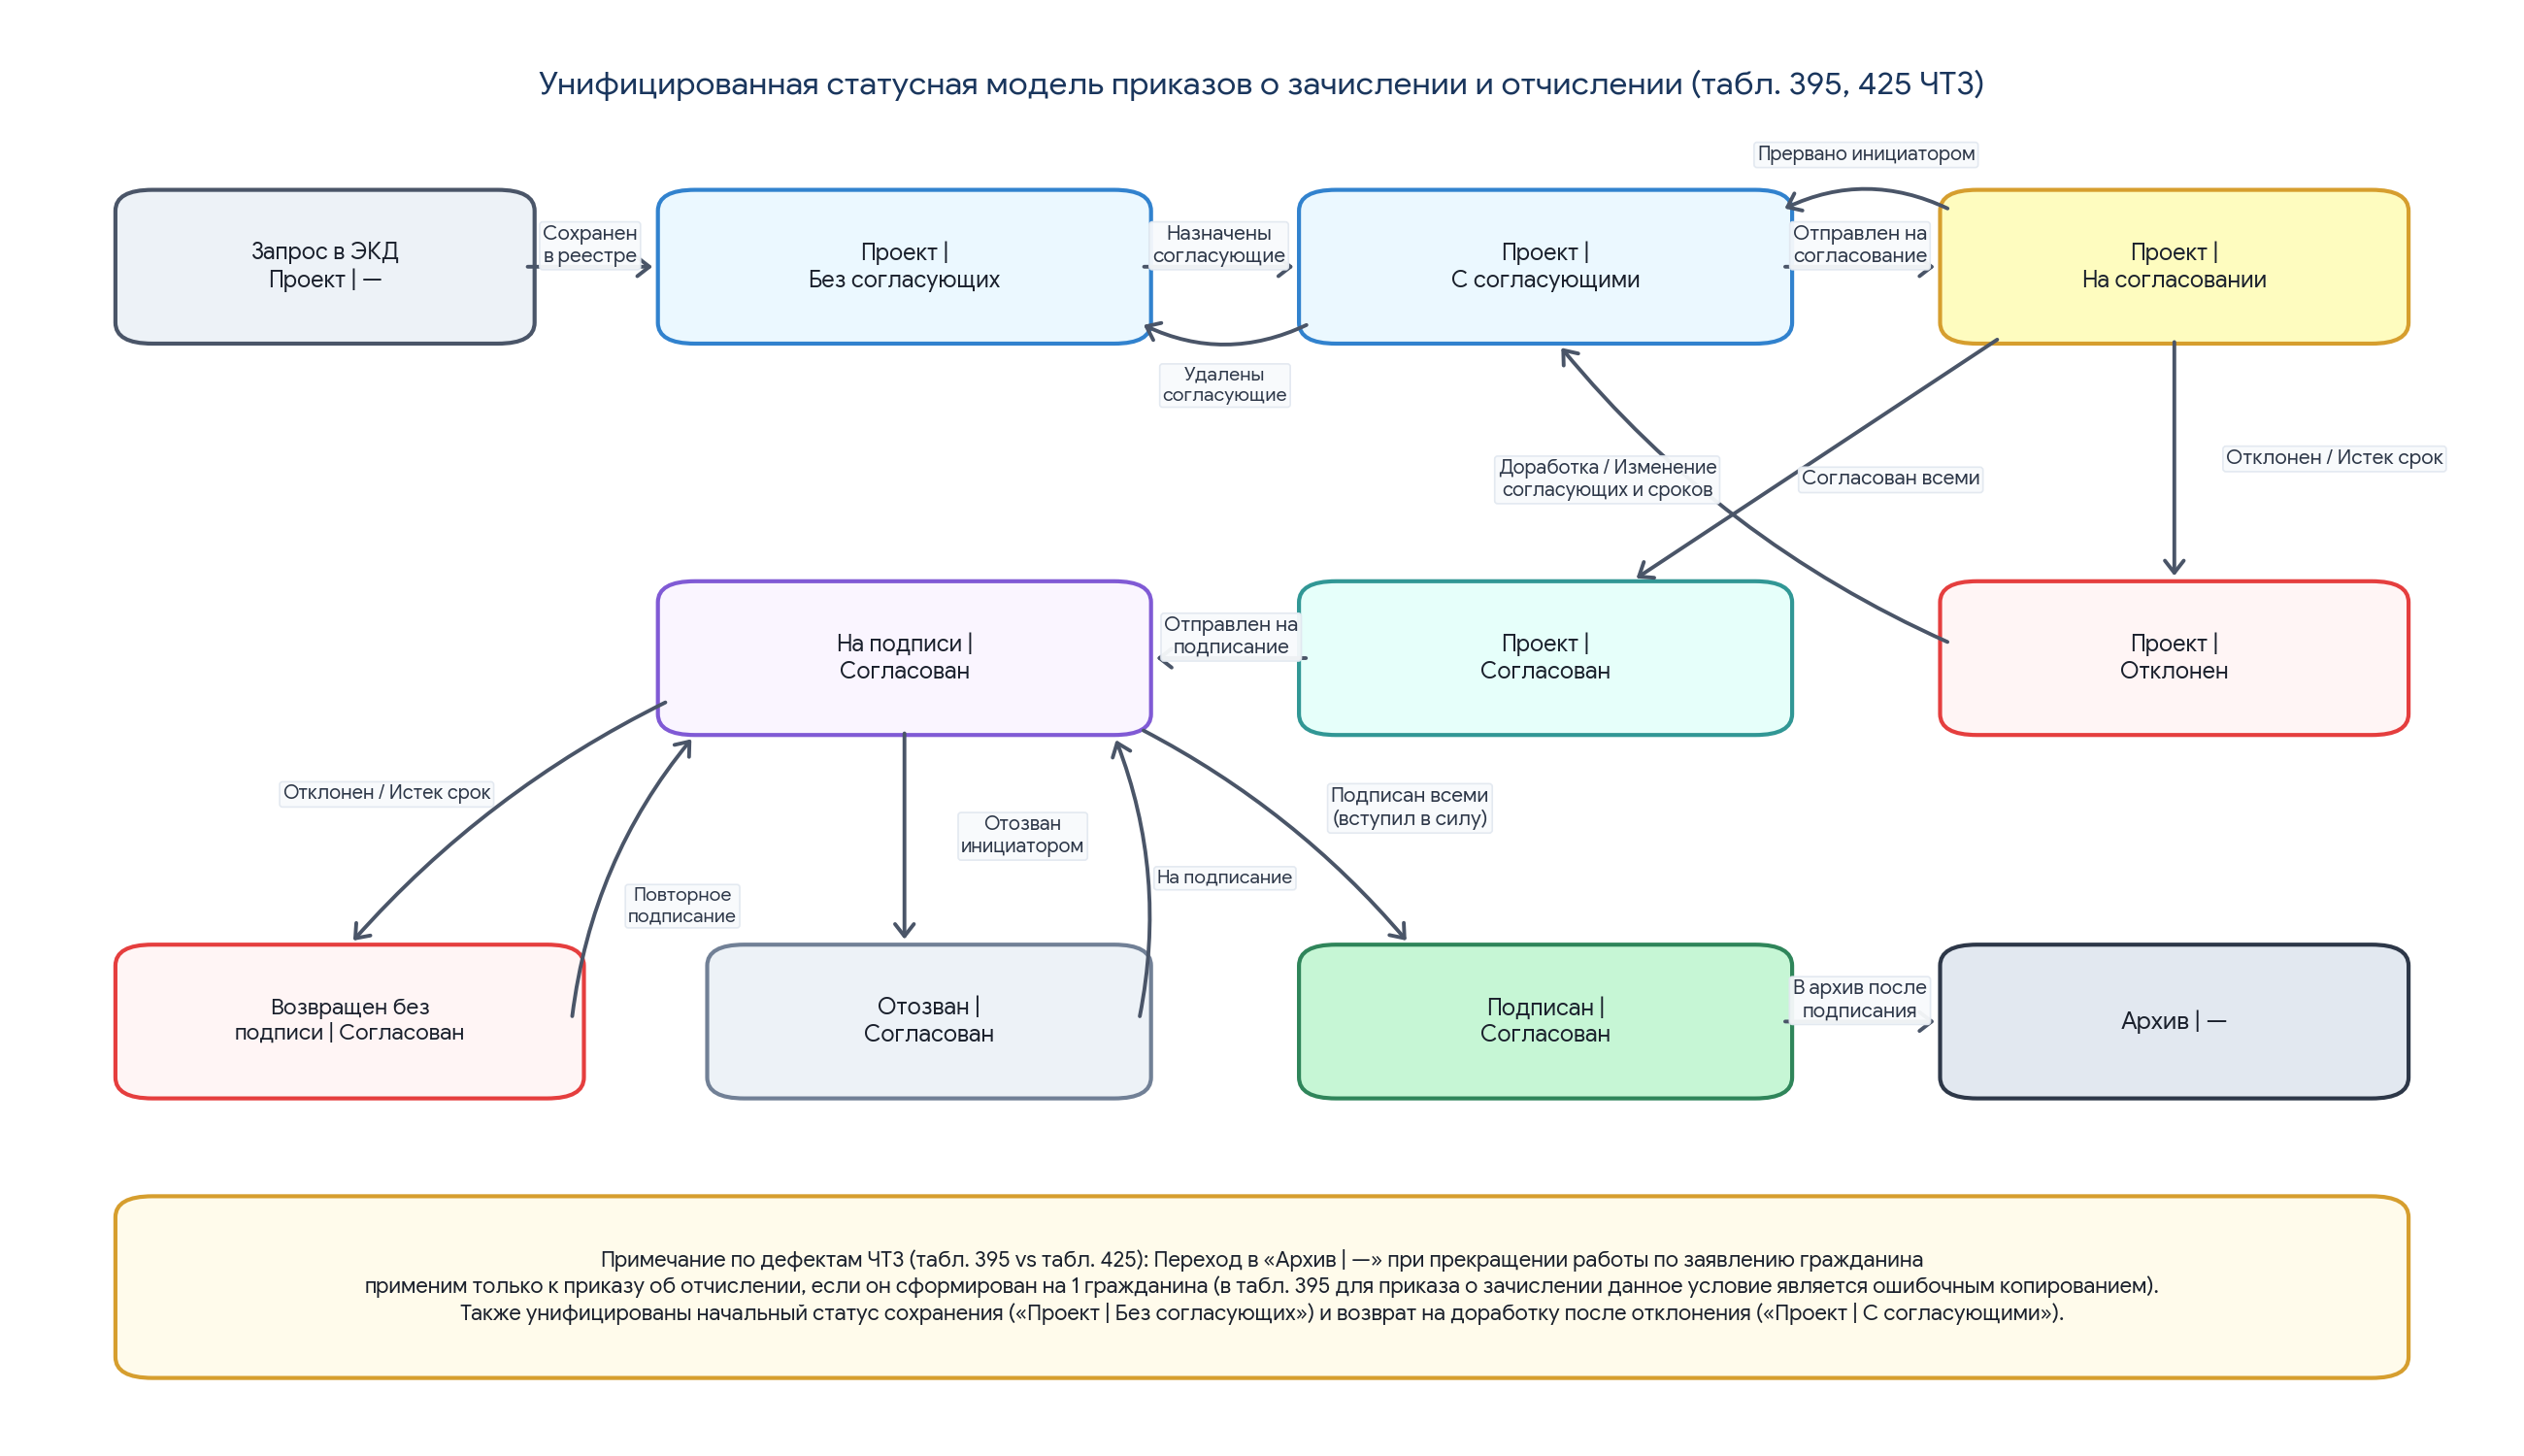 Унифицированная статусная модель приказов о зачислении и отчислении (табл. 395, 425 ЧТЗ)
Прервано инициатором
Запрос в ЭКД
Проект | —
Сохранен
в реестре
Проект |
Без согласующих
Назначены
согласующие
Проект |
С согласующими
Отправлен на
согласование
Проект |
На согласовании
Удалены
согласующие
Доработка / Изменение
согласующих и сроков
Согласован всеми
Отклонен / Истек срок
На подписи |
Согласован
Отправлен на
подписание
Проект |
Согласован
Проект |
Отклонен
Отклонен / Истек срок
Повторное
подписание
Отозван
инициатором
На подписание
Подписан всеми
(вступил в силу)
Возвращен без
подписи | Согласован
Отозван |
Согласован
Подписан |
Согласован
В архив после
подписания
Архив | —
Примечание по дефектам ЧТЗ (табл. 395 vs табл. 425): Переход в «Архив | —» при прекращении работы по заявлению гражданина
применим только к приказу об отчислении, если он сформирован на 1 гражданина (в табл. 395 для приказа о зачислении данное условие является ошибочным копированием).
Также унифицированы начальный статус сохранения («Проект | Без согласующих») и возврат на доработку после отклонения («Проект | С согласующими»).